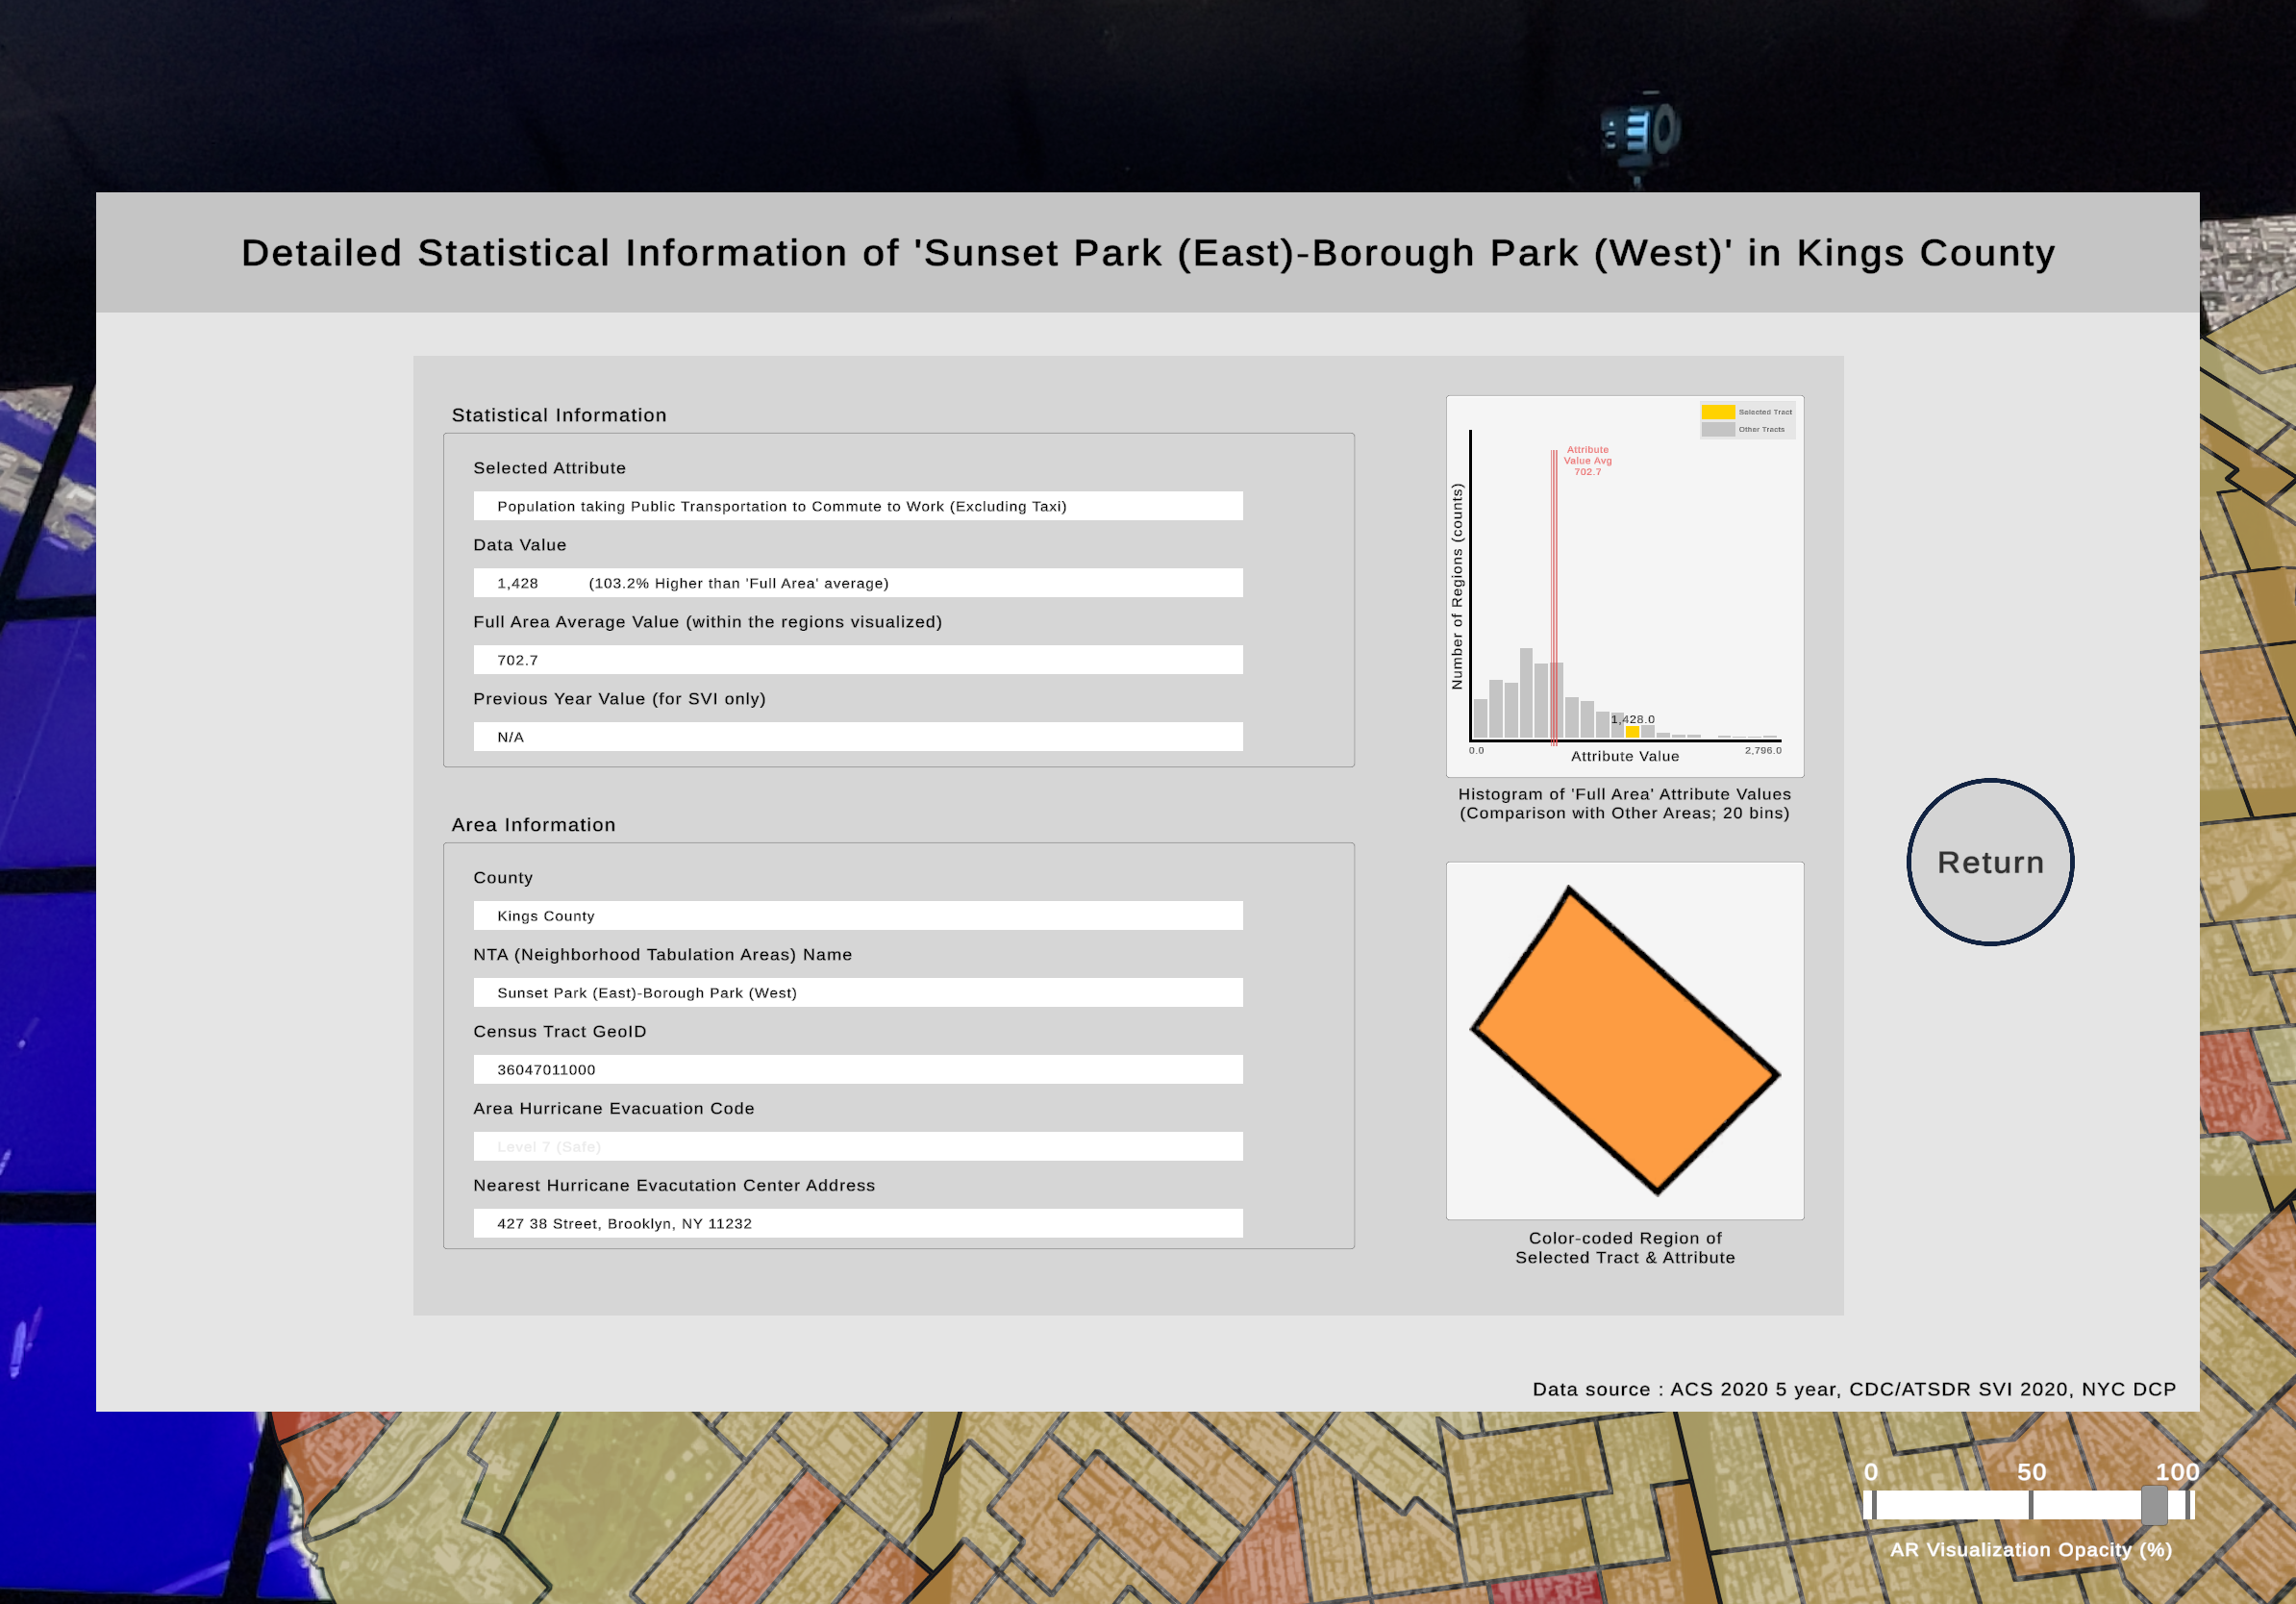 Detailed Statistical Information of 'Sunset Park (East)-Borough Park (West)' in Kings County
Statistical Information
Selected Attribute
Population taking Public Transportation to Commute to Work (Excluding Taxi)
Data Value
1,428 (103.2% Higher than 'Full Area' average)
Full Area Average Value (within the regions visualized)
702.7
Previous Year Value (for SVI only)
N/A
Area Information
County
Kings County
NTA (Neighborhood Tabulation Areas) Name
Sunset Park (East)-Borough Park (West)
Census Tract GeoID
36047011000
Area Hurricane Evacuation Code
Level 7 (Safe)
Nearest Hurricane Evacutation Center Address
427 38 Street, Brooklyn, NY 11232
Selected Tract
Other Tracts
Attribute
Value Avg
702.7
Number of Regions (counts)
1,428.0
0.0
2,796.0
Attribute Value
Histogram of 'Full Area' Attribute Values
(Comparison with Other Areas; 20 bins)
Color-coded Region of
Selected Tract & Attribute
Return
Data source : ACS 2020 5 year, CDC/ATSDR SVI 2020, NYC DCP
0 50 100
AR Visualization Opacity (%)